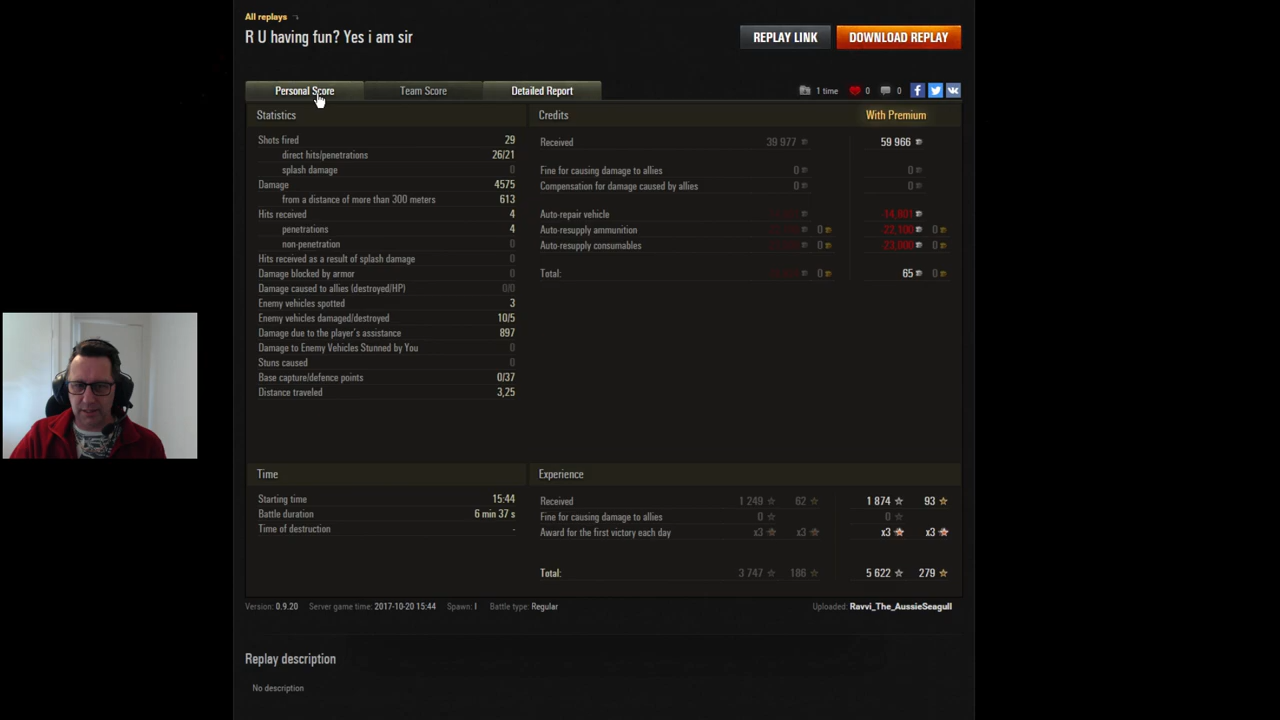 All replays
R U having fun? Yes i am sir
REPLAY LINK
DOWNLOAD REPLAY
Personal Score
Team Score
Detailed Report
1 time 0 0
Statistics
Shots fired 29
direct hits/penetrations 26/21
splash damage 0
Damage 4575
from a distance of more than 300 meters 613
Hits received 4
penetrations 4
non-penetration 0
Hits received as a result of splash damage 0
Damage blocked by armor 0
Damage caused to allies (destroyed/HP) 0/0
Enemy vehicles spotted 3
Enemy vehicles damaged/destroyed 10/5
Damage due to the player's assistance 897
Damage to Enemy Vehicles Stunned by You 0
Stuns caused 0
Base capture/defence points 0/37
Distance traveled 3,25
Credits With Premium
Received 39 977 59 966
Fine for causing damage to allies 0 0
Compensation for damage caused by allies 0 0
Auto-repair vehicle -14 801
Auto-resupply ammunition 0 -22,100 0
Auto-resupply consumables 0 -23,000 0
Total: 0 65 0
Time
Starting time 15:44
Battle duration 6 min 37 s
Time of destruction -
Experience
Received 1 249 62 1 874 93
Fine for causing damage to allies 0 0
Award for the first victory each day x3 x3 x3 x3
Total: 3 747 186 5 622 279
Version: 0.9.20 Server game time: 2017-10-20 15:44 Spawn: I Battle type: Regular Uploaded: Ravvi_The_AussieSeagull
Replay description
No description